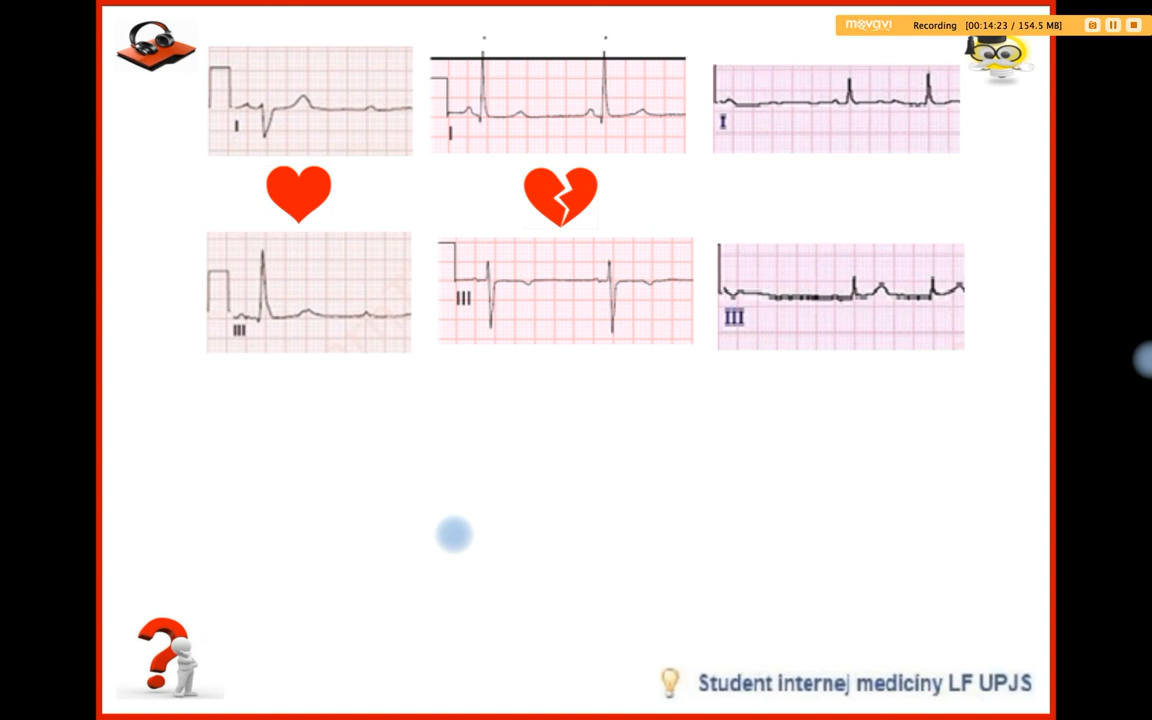 movavi Recording [00:14:23 / 154.5 MB]
I
I
I
III
III
III
Student internej medicíny LF UPJS